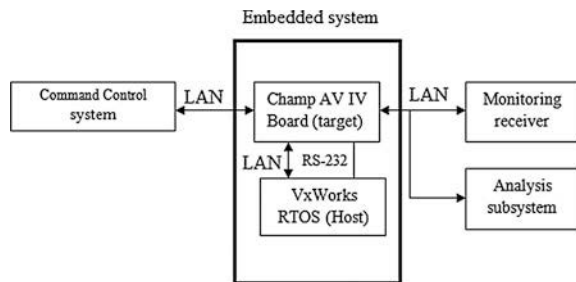 Embedded system
LAN
Command Control
system
Champ AV IV
Board (target)
LAN
Monitoring
receiver
LAN
RS-232
VxWorks
RTOS (Host)
Analysis
subsystem